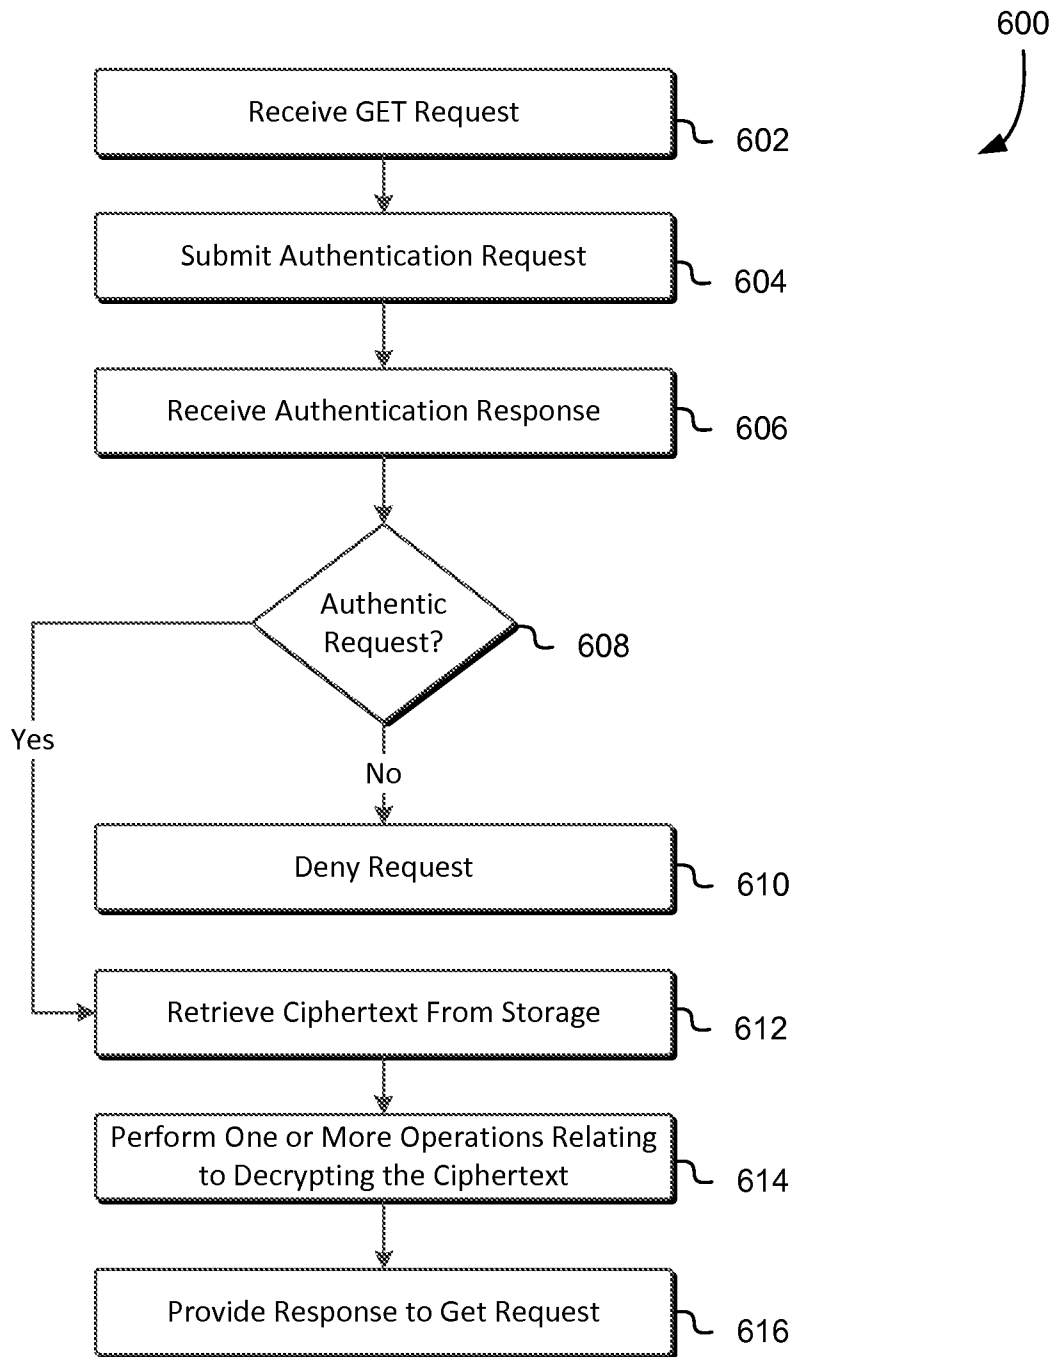 600
Receive GET Request
602
Submit Authentication Request
604
Receive Authentication Response
606
Authentic
Request?
608
Yes
No
Deny Request
610
Retrieve Ciphertext From Storage
612
Perform One or More Operations Relating
to Decrypting the Ciphertext
614
Provide Response to Get Request
616